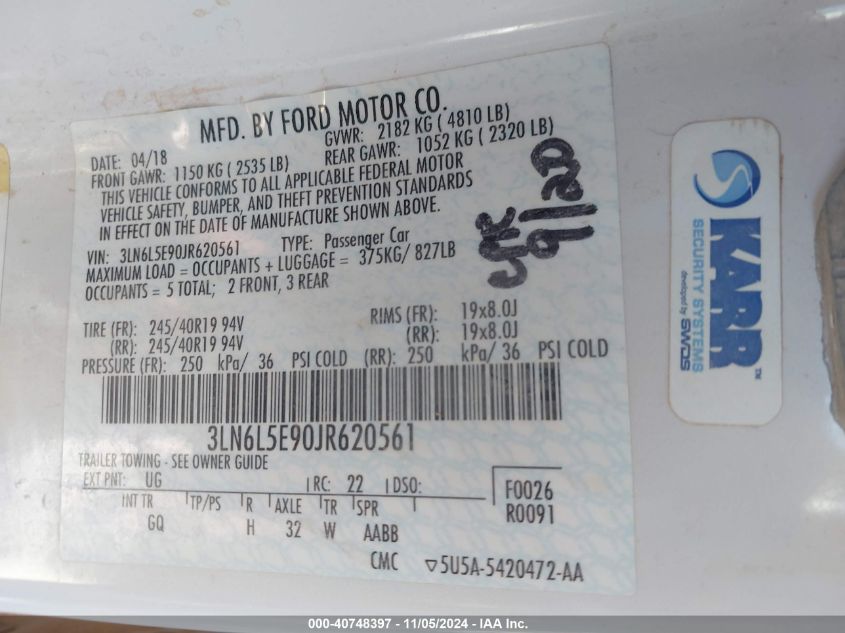 MFD. BY FORD MOTOR CO.
DATE: 04/18 GVWR: 2182 KG ( 4810 LB)
FRONT GAWR: 1150 KG ( 2535 LB) REAR GAWR: 1052 KG ( 2320 LB)
THIS VEHICLE CONFORMS TO ALL APPLICABLE FEDERAL MOTOR
VEHICLE SAFETY, BUMPER, AND THEFT PREVENTION STANDARDS
IN EFFECT ON THE DATE OF MANUFACTURE SHOWN ABOVE.
VIN: 3LN6L5E90JR620561 TYPE: Passenger Car
MAXIMUM LOAD = OCCUPANTS + LUGGAGE = 375KG/ 827LB
OCCUPANTS = 5 TOTAL; 2 FRONT, 3 REAR
TIRE (FR): 245/40R19 94V RIMS (FR): 19x8.0J
(RR): 245/40R19 94V (RR): 19x8.0J
PRESSURE (FR): 250 kPa/ 36 PSI COLD (RR): 250 kPa/ 36 PSI COLD
3LN6L5E90JR620561
TRAILER TOWING - SEE OWNER GUIDE
EXT PNT: UG RC: 22 DSO: F0026
INT TR TP/PS R AXLE TR SPR R0091
GQ H 32 W AABB
CMC ▽5U5A-5420472-AA
9/20
KARR™
developed by SWDS
SECURITY SYSTEMS
000-40748397 - 11/05/2024 - IAA Inc.